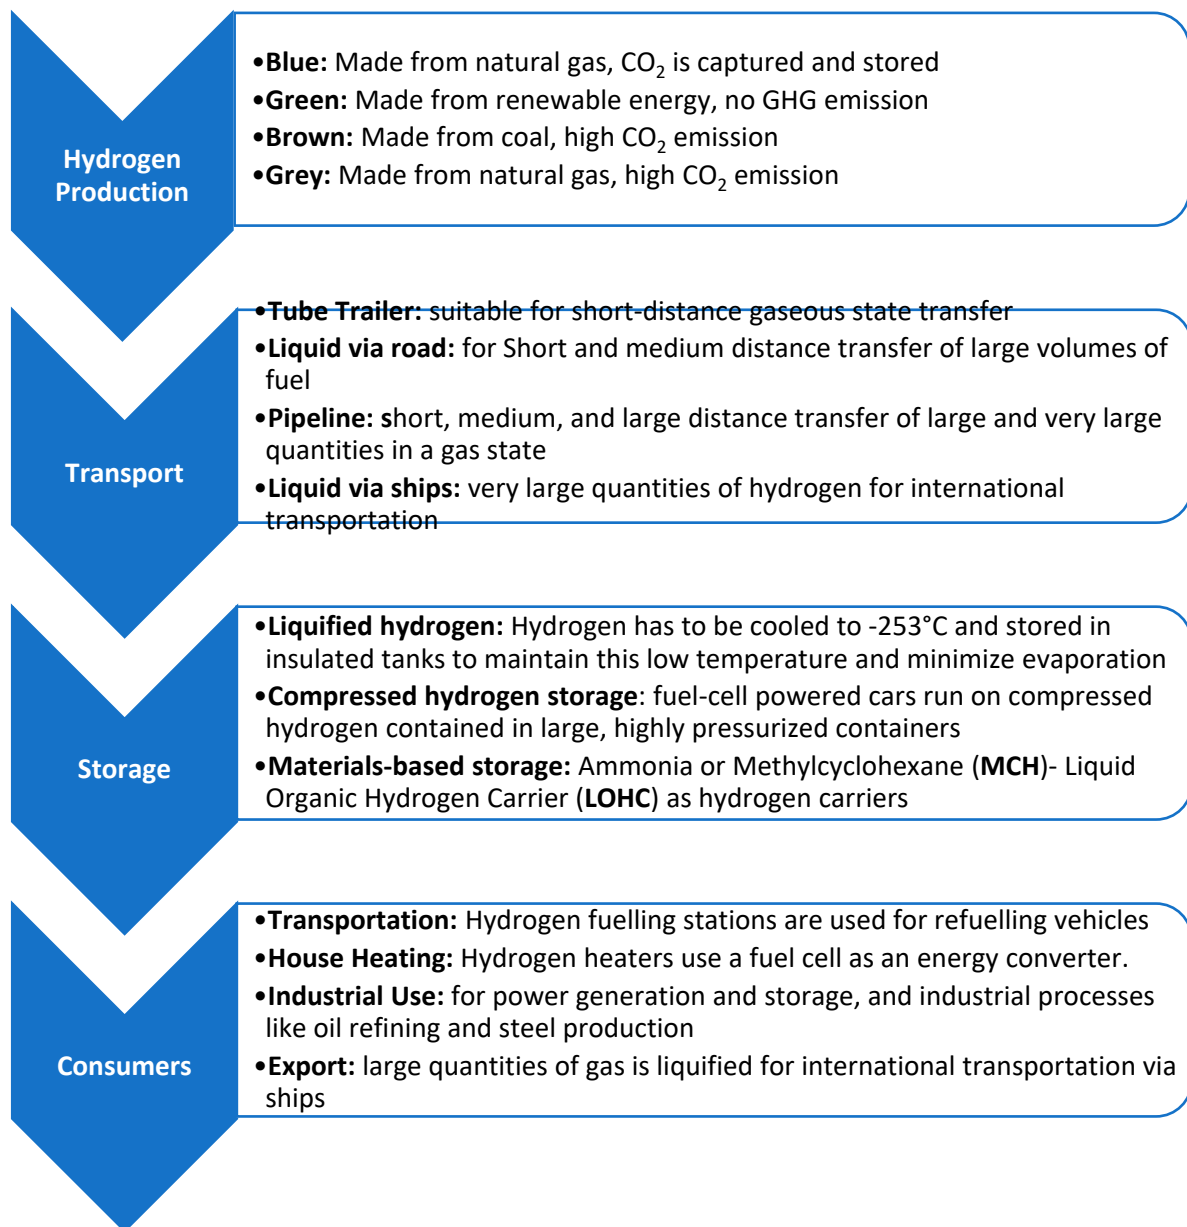 Hydrogen
Production
•Blue: Made from natural gas, CO₂ is captured and stored
•Green: Made from renewable energy, no GHG emission
•Brown: Made from coal, high CO₂ emission
•Grey: Made from natural gas, high CO₂ emission
Transport
•Tube Trailer: suitable for short-distance gaseous state transfer
•Liquid via road: for Short and medium distance transfer of large volumes of
fuel
•Pipeline: short, medium, and large distance transfer of large and very large
quantities in a gas state
•Liquid via ships: very large quantities of hydrogen for international
transportation
Storage
•Liquified hydrogen: Hydrogen has to be cooled to -253°C and stored in
insulated tanks to maintain this low temperature and minimize evaporation
•Compressed hydrogen storage: fuel-cell powered cars run on compressed
hydrogen contained in large, highly pressurized containers
•Materials-based storage: Ammonia or Methylcyclohexane (MCH)- Liquid
Organic Hydrogen Carrier (LOHC) as hydrogen carriers
Consumers
•Transportation: Hydrogen fuelling stations are used for refuelling vehicles
•House Heating: Hydrogen heaters use a fuel cell as an energy converter.
•Industrial Use: for power generation and storage, and industrial processes
like oil refining and steel production
•Export: large quantities of gas is liquified for international transportation via
ships